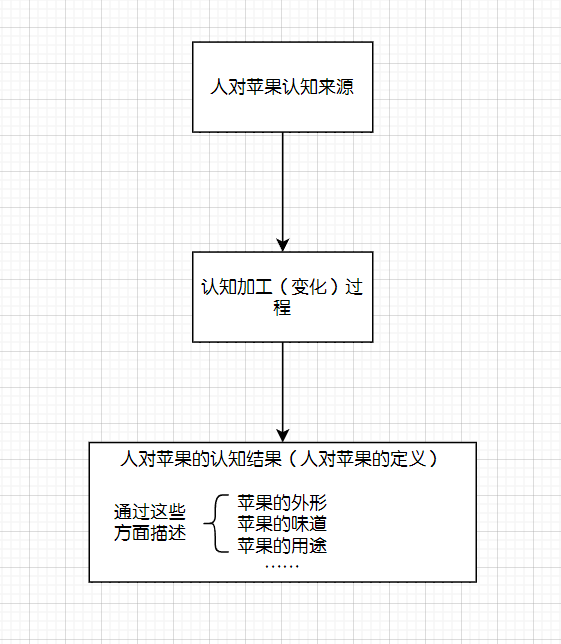 人对苹果认知来源
认知加工（变化）过
程
人对苹果的认知结果（人对苹果的定义）
通过这些
方面描述
苹果的外形
苹果的味道
苹果的用途
……